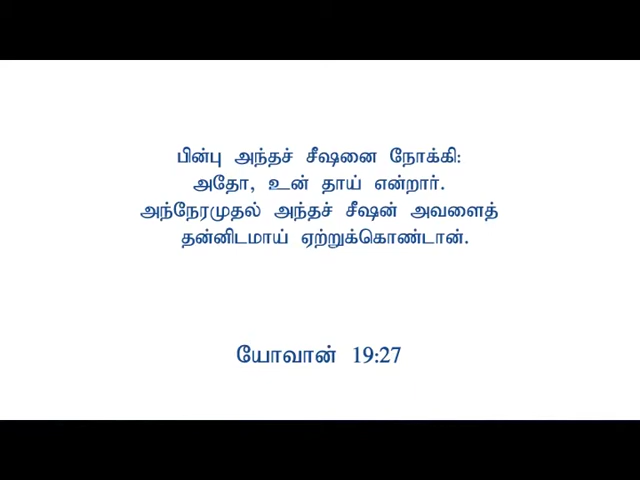 பின்பு அந்தச் சீஷனை நோக்கி:
அதோ, உன் தாய் என்றார்.
அந்நேரமுதல் அந்தச் சீஷன் அவளைத்
தன்னிடமாய் ஏற்றுக்கொண்டான்.
யோவான் 19:27